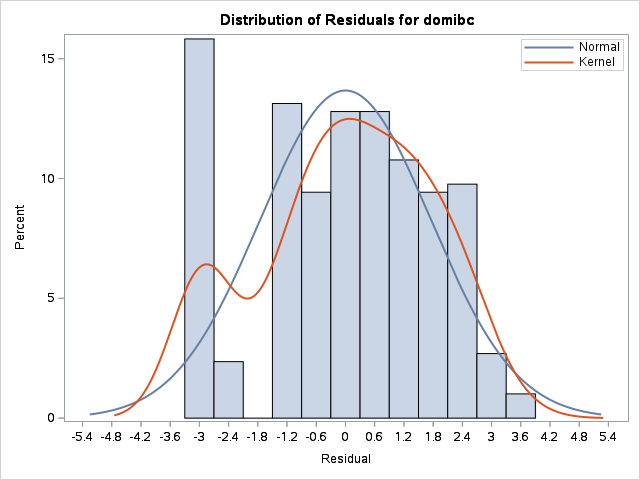 Distribution of Residuals for domibc
Normal
Kernel
15
10
5
0
Percent
-5.4 -4.8 -4.2 -3.6 -3 -2.4 -1.8 -1.2 -0.6 0 0.6 1.2 1.8 2.4 3 3.6 4.2 4.8 5.4
Residual